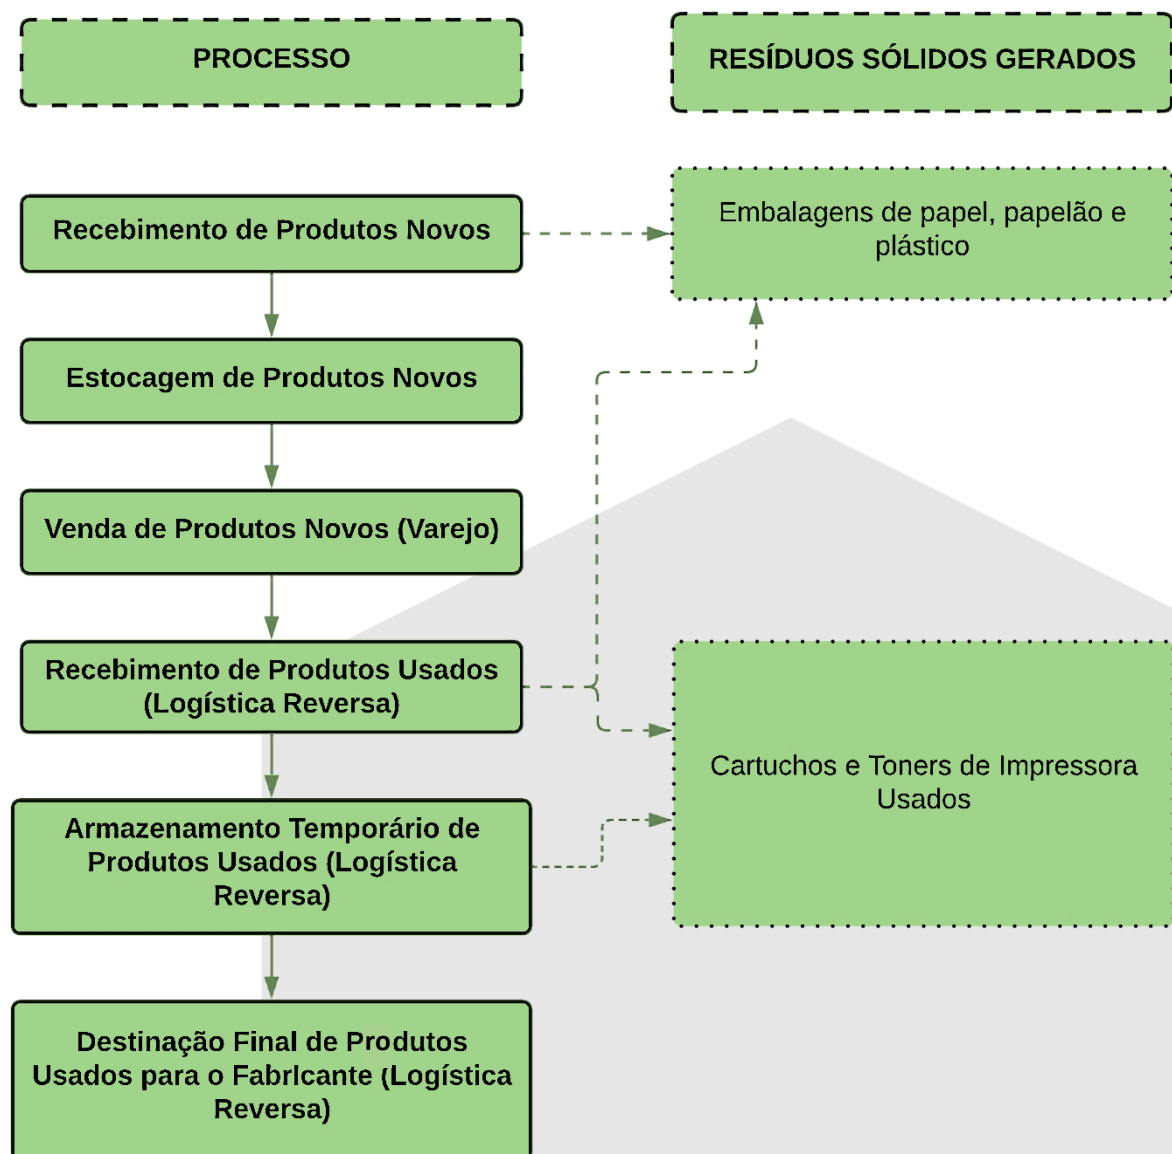 PROCESSO
RESÍDUOS SÓLIDOS GERADOS
Recebimento de Produtos Novos
Embalagens de papel, papelão e
plástico
Estocagem de Produtos Novos
Venda de Produtos Novos (Varejo)
Recebimento de Produtos Usados
(Logística Reversa)
Cartuchos e Toners de Impressora
Usados
Armazenamento Temporário de
Produtos Usados (Logística
Reversa)
Destinação Final de Produtos
Usados para o FabrIcante (Logística
Reversa)